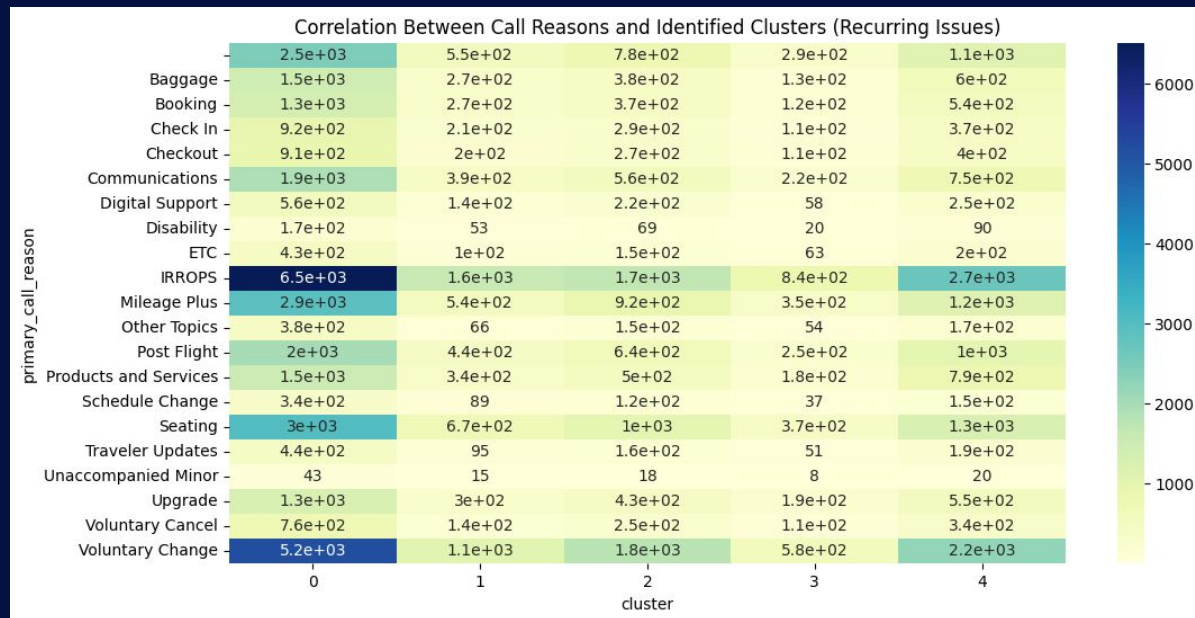 Correlation Between Call Reasons and Identified Clusters (Recurring Issues)
2.5e+03 5.5e+02 7.8e+02 2.9e+02 1.1e+03
Baggage 1.5e+03 2.7e+02 3.8e+02 1.3e+02 6e+02
Booking 1.3e+03 2.7e+02 3.7e+02 1.2e+02 5.4e+02
Check In 9.2e+02 2.1e+02 2.9e+02 1.1e+02 3.7e+02
Checkout 9.1e+02 2e+02 2.7e+02 1.1e+02 4e+02
Communications 1.9e+03 3.9e+02 5.6e+02 2.2e+02 7.5e+02
Digital Support 5.6e+02 1.4e+02 2.2e+02 58 2.5e+02
Disability 1.7e+02 53 69 20 90
ETC 4.3e+02 1e+02 1.5e+02 63 2e+02
IRROPS 6.5e+03 1.6e+03 1.7e+03 8.4e+02 2.7e+03
Mileage Plus 2.9e+03 5.4e+02 9.2e+02 3.5e+02 1.2e+03
Other Topics 3.8e+02 66 1.5e+02 54 1.7e+02
Post Flight 2e+03 4.4e+02 6.4e+02 2.5e+02 1e+03
Products and Services 1.5e+03 3.4e+02 5e+02 1.8e+02 7.9e+02
Schedule Change 3.4e+02 89 1.2e+02 37 1.5e+02
Seating 3e+03 6.7e+02 1e+03 3.7e+02 1.3e+03
Traveler Updates 4.4e+02 95 1.6e+02 51 1.9e+02
Unaccompanied Minor 43 15 18 8 20
Upgrade 1.3e+03 3e+02 4.3e+02 1.9e+02 5.5e+02
Voluntary Cancel 7.6e+02 1.4e+02 2.5e+02 1.1e+02 3.4e+02
Voluntary Change 5.2e+03 1.1e+03 1.8e+03 5.8e+02 2.2e+03
0 1 2 3 4
cluster
primary_call_reason
6000
5000
4000
3000
2000
1000